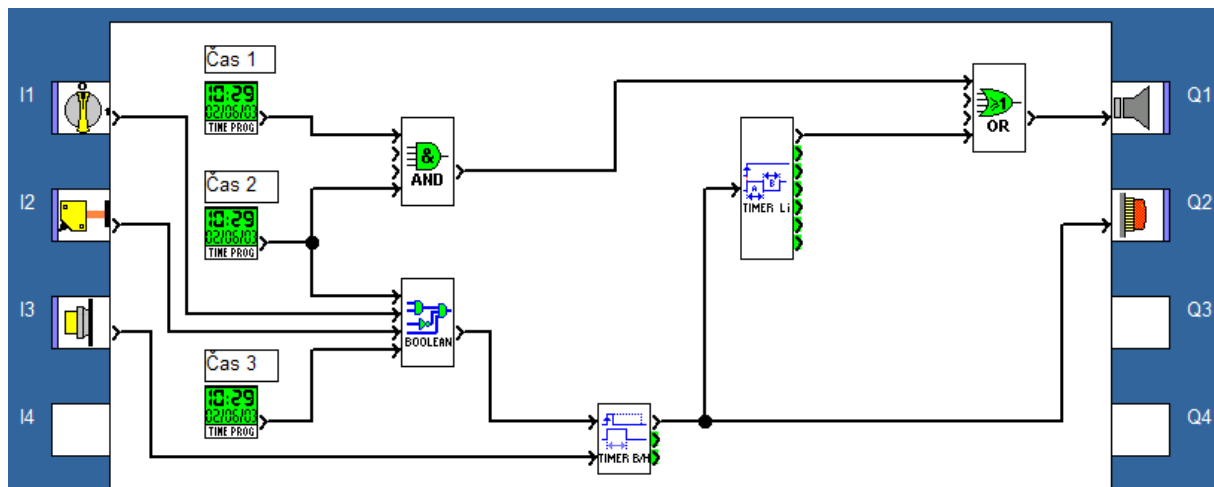 Čas 1
I1
10:29
02/06/03
TIME PROG
Q1
≥1
OR
&
AND
Čas 2
I2
10:29
02/06/03
TIME PROG
A
B
TIMER Li
Q2
BOOLEAN
I3
Q3
Čas 3
10:29
02/06/03
TIME PROG
I4
TIMER B/H
Q4